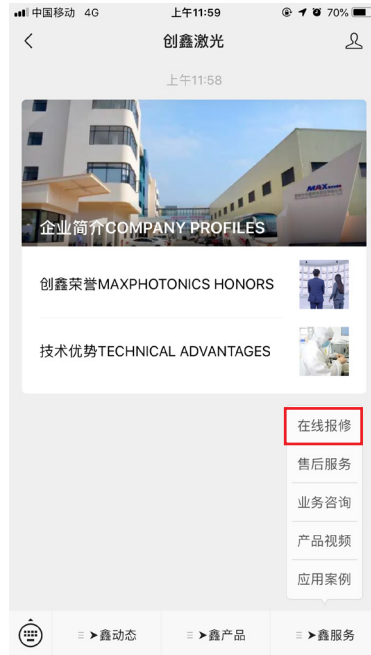 中国移动 4G 上午11:59 70%
创鑫激光
上午11:58
MAX
企业简介COMPANY PROFILES
创鑫荣誉MAXPHOTONICS HONORS
技术优势TECHNICAL ADVANTAGES
在线报修
售后服务
业务咨询
产品视频
应用案例
➤鑫动态 ➤鑫产品 ➤鑫服务